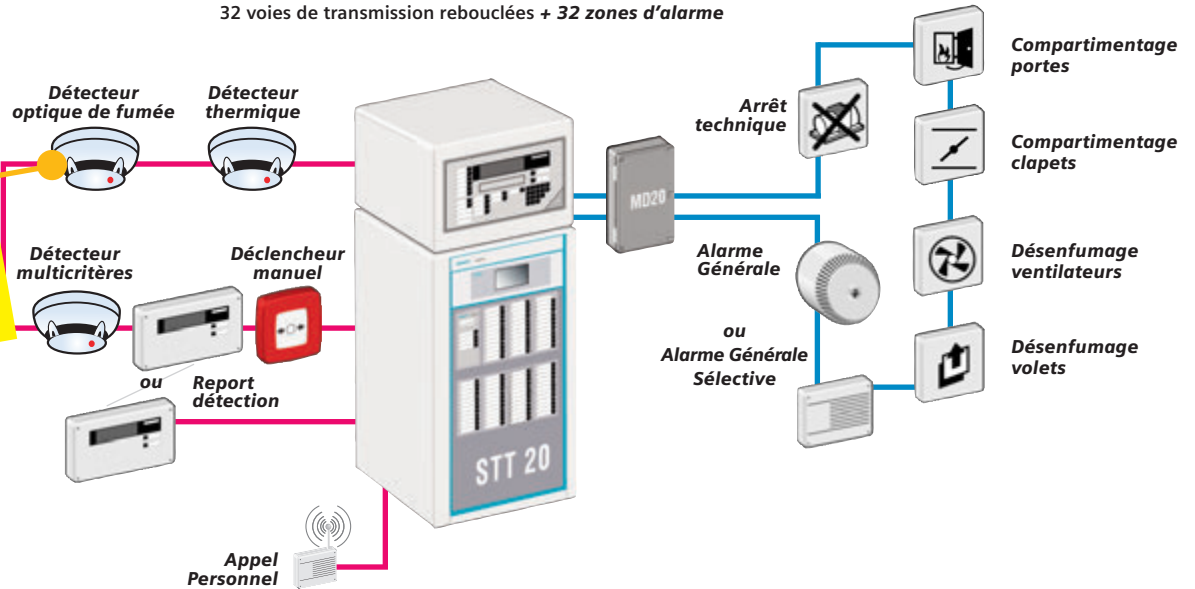 32 voies de transmission rebouclées + 32 zones d’alarme
Détecteur
optique de fumée
Détecteur
thermique
Détecteur
multicritères
Déclencheur
manuel
ou
Report
détection
Appel
Personnel
STT 20
MD20
Arrêt
technique
Alarme
Générale
ou
Alarme Générale
Sélective
Compartimentage
portes
Compartimentage
clapets
Désenfumage
ventilateurs
Désenfumage
volets